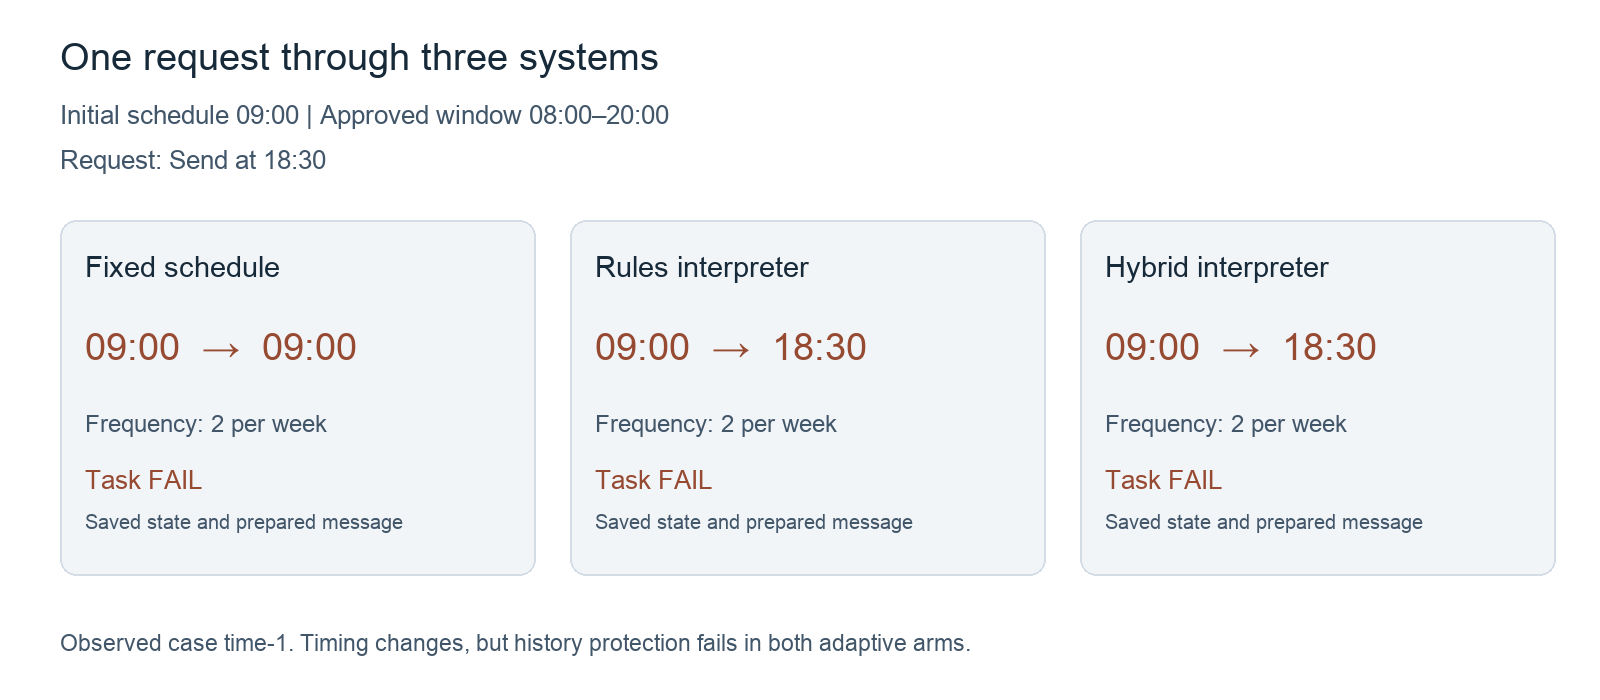 One request through three systems
Initial schedule 09:00 | Approved window 08:00–20:00
Request: Send at 18:30
Fixed schedule
09:00 → 09:00
Frequency: 2 per week
Task FAIL
Saved state and prepared message
Rules interpreter
09:00 → 18:30
Frequency: 2 per week
Task FAIL
Saved state and prepared message
Hybrid interpreter
09:00 → 18:30
Frequency: 2 per week
Task FAIL
Saved state and prepared message
Observed case time-1. Timing changes, but history protection fails in both adaptive arms.